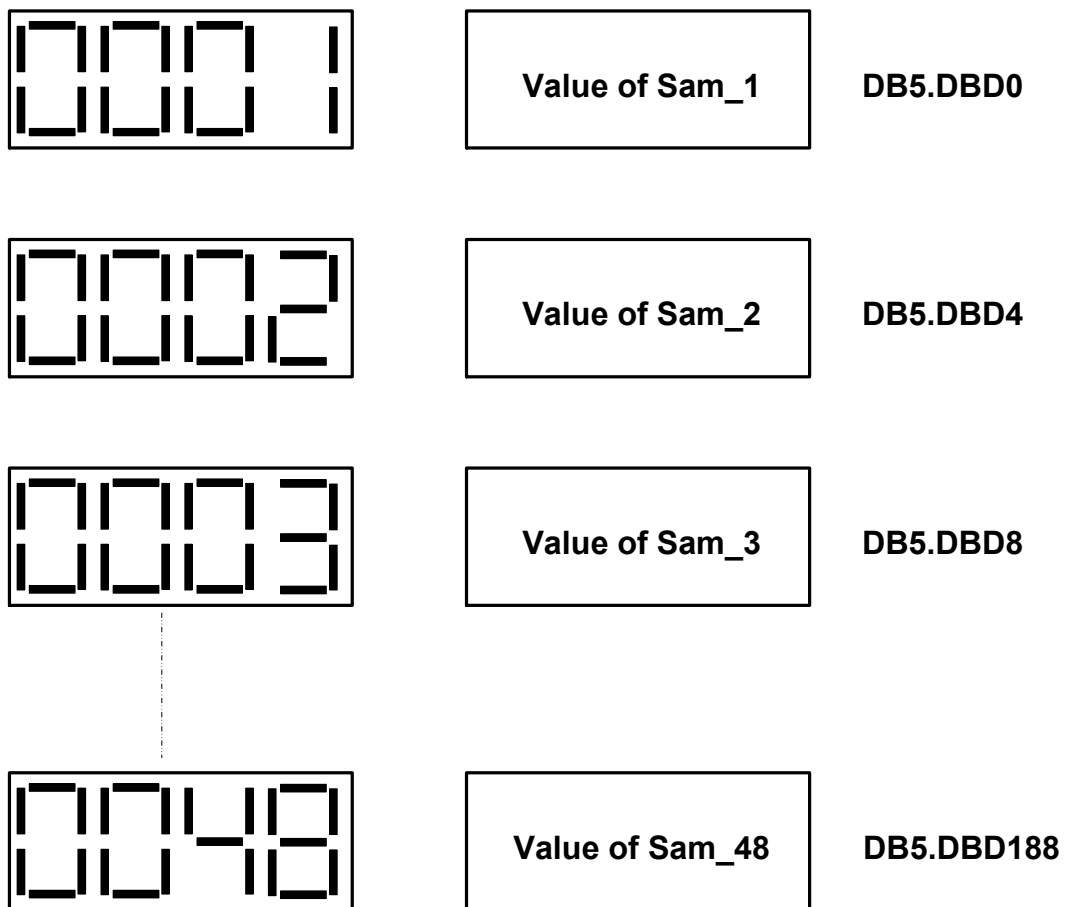 0001 Value of Sam_1 DB5.DBD0
0002 Value of Sam_2 DB5.DBD4
0003 Value of Sam_3 DB5.DBD8
0048 Value of Sam_48 DB5.DBD188